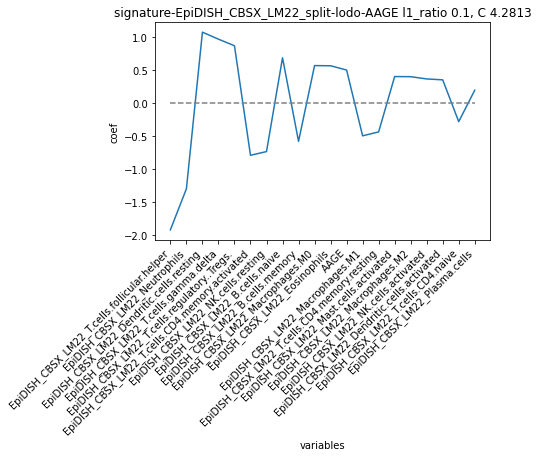 signature-EpiDISH_CBSX_LM22_split-lodo-AAGE l1_ratio 0.1, C 4.2813
coef
1.0
0.5
0.0
−0.5
−1.0
−1.5
−2.0
EpiDISH_CBSX_LM22_T.cells.follicular.helper
EpiDISH_CBSX_LM22_Neutrophils
EpiDISH_CBSX_LM22_Dendritic.cells.resting
EpiDISH_CBSX_LM22_T.cells.gamma.delta
EpiDISH_CBSX_LM22_T.cells.regulatory..Tregs.
EpiDISH_CBSX_LM22_T.cells.CD4.memory.activated
EpiDISH_CBSX_LM22_NK.cells.resting
EpiDISH_CBSX_LM22_B.cells.naive
EpiDISH_CBSX_LM22_B.cells.memory
EpiDISH_CBSX_LM22_Macrophages.M0
EpiDISH_CBSX_LM22_Eosinophils
AAGE
EpiDISH_CBSX_LM22_Macrophages.M1
EpiDISH_CBSX_LM22_T.cells.CD4.memory.resting
EpiDISH_CBSX_LM22_Mast.cells.activated
EpiDISH_CBSX_LM22_Macrophages.M2
EpiDISH_CBSX_LM22_NK.cells.activated
EpiDISH_CBSX_LM22_Dendritic.cells.activated
EpiDISH_CBSX_LM22_T.cells.CD4.naive
EpiDISH_CBSX_LM22_Plasma.cells
variables